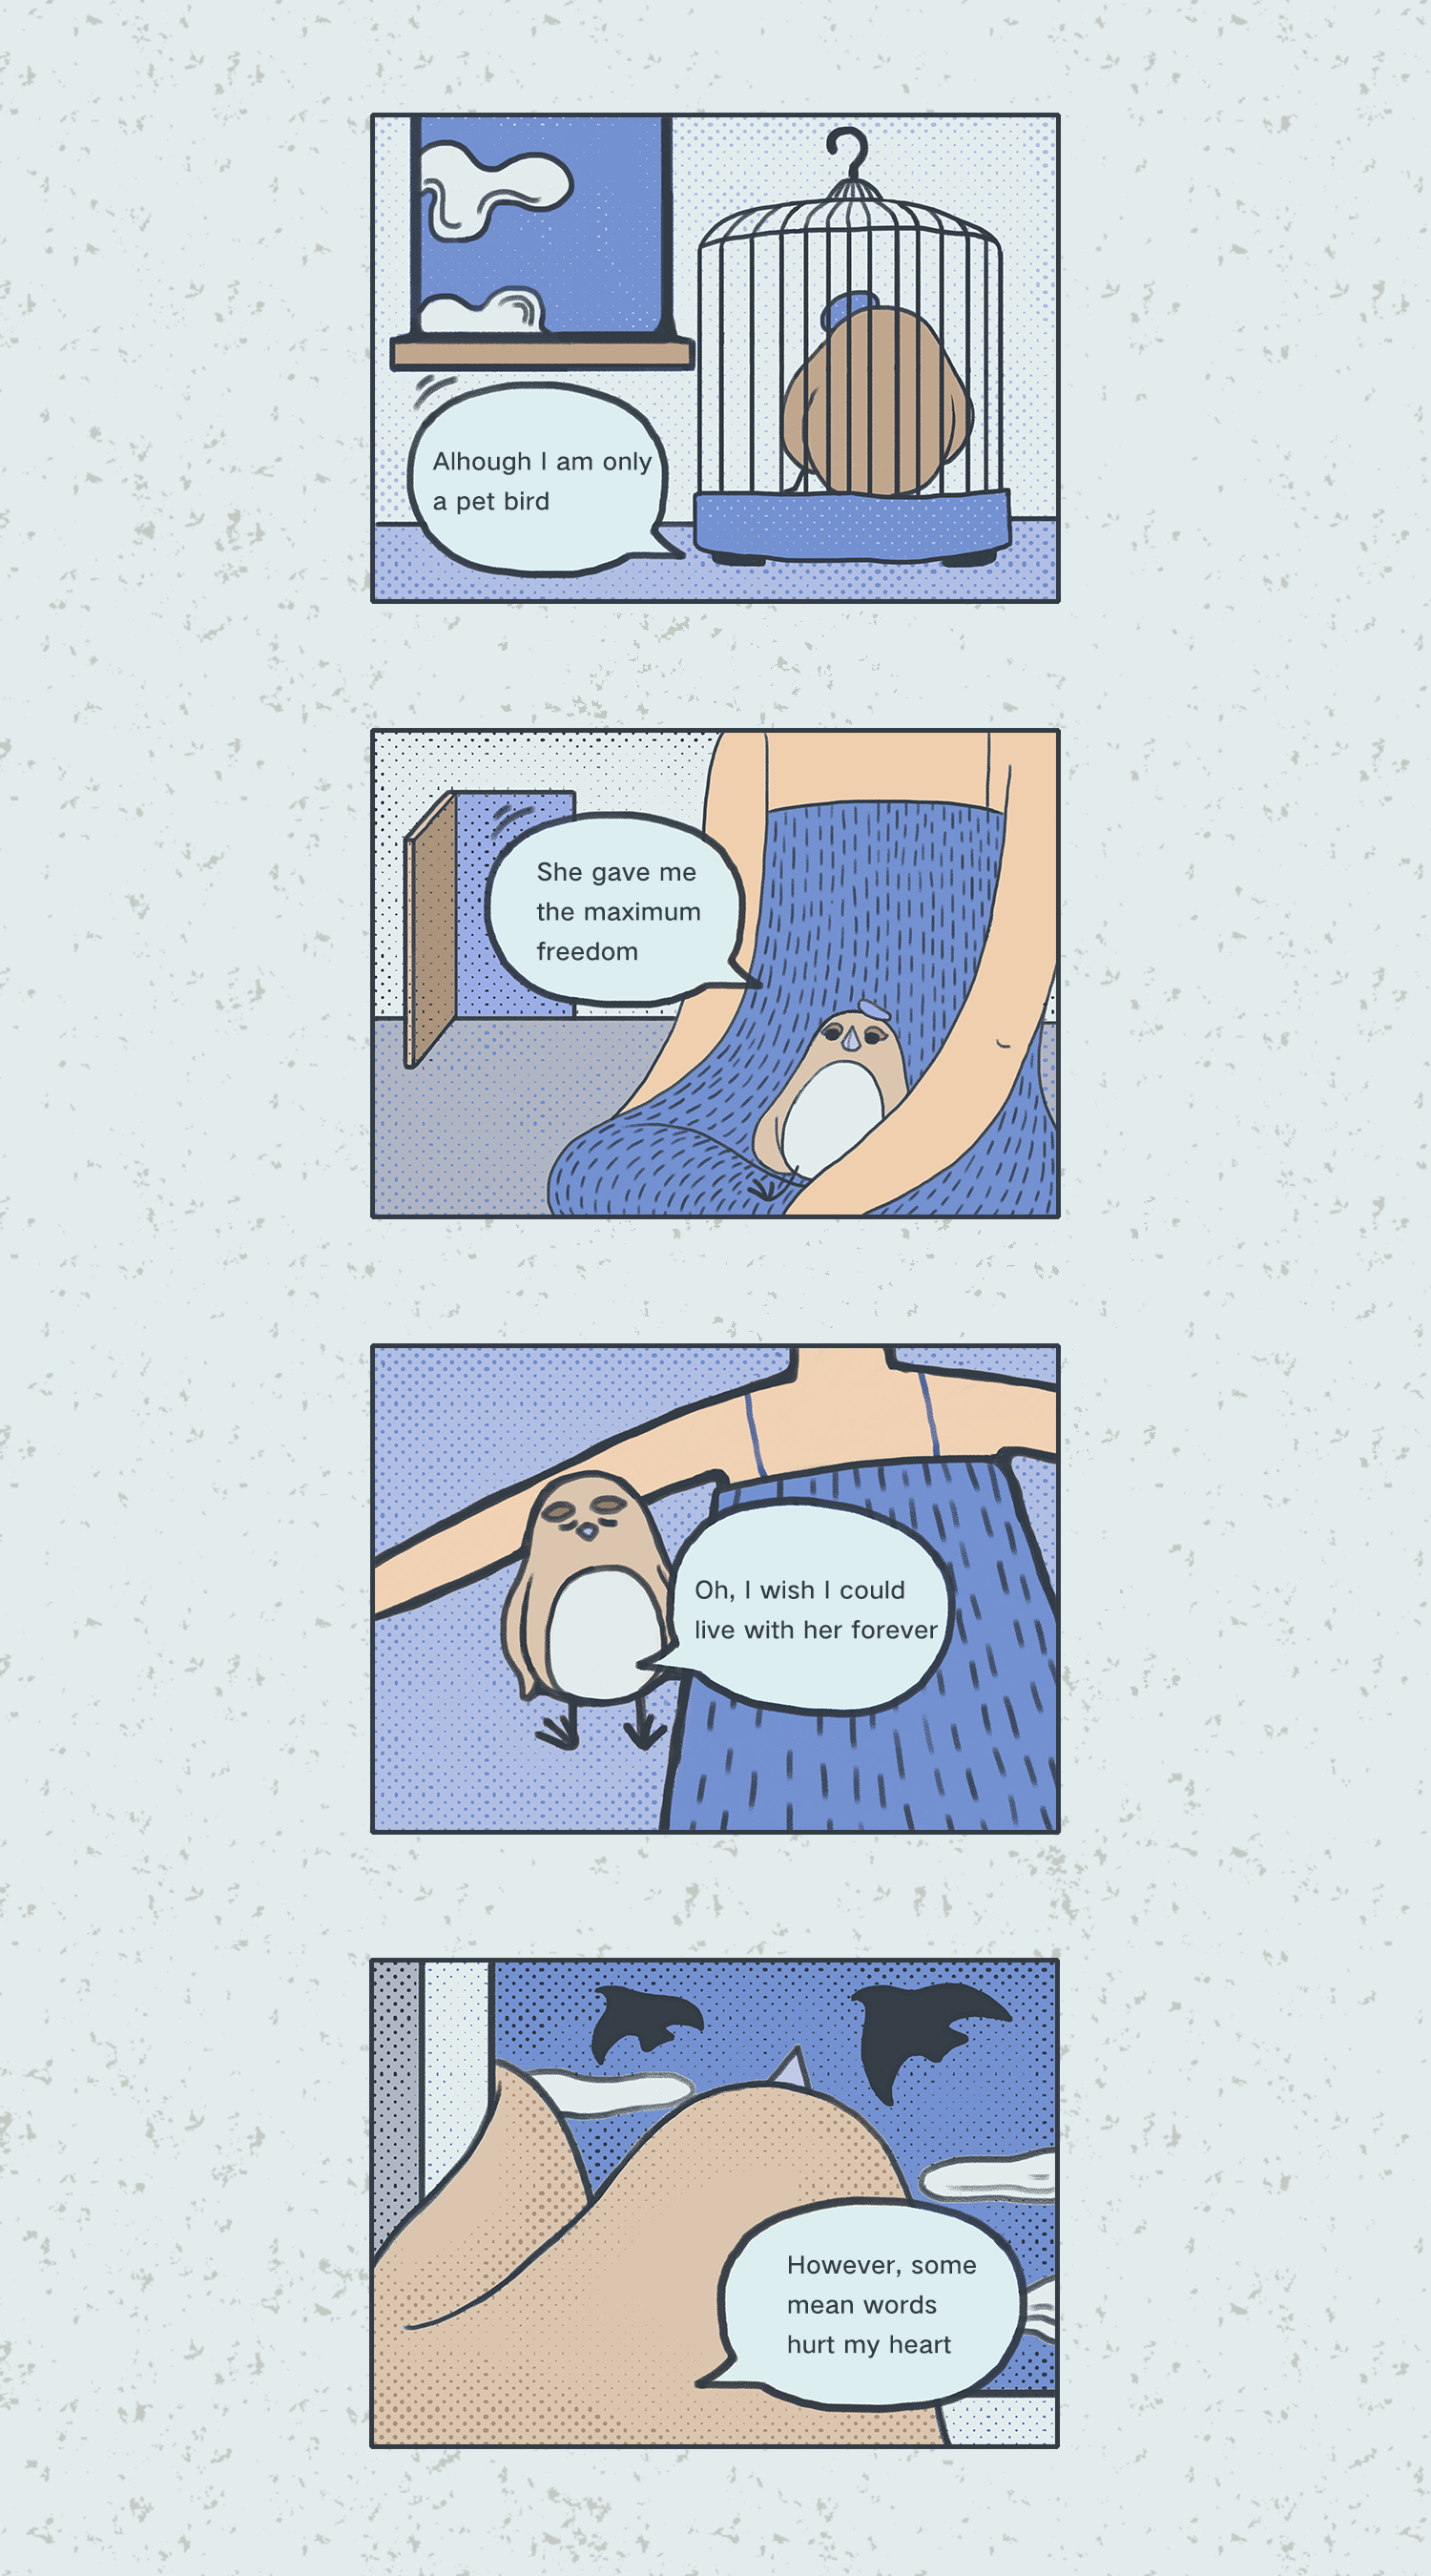 Alhough I am only
a pet bird
She gave me
the maximum
freedom
Oh, I wish I could
live with her forever
However, some
mean words
hurt my heart